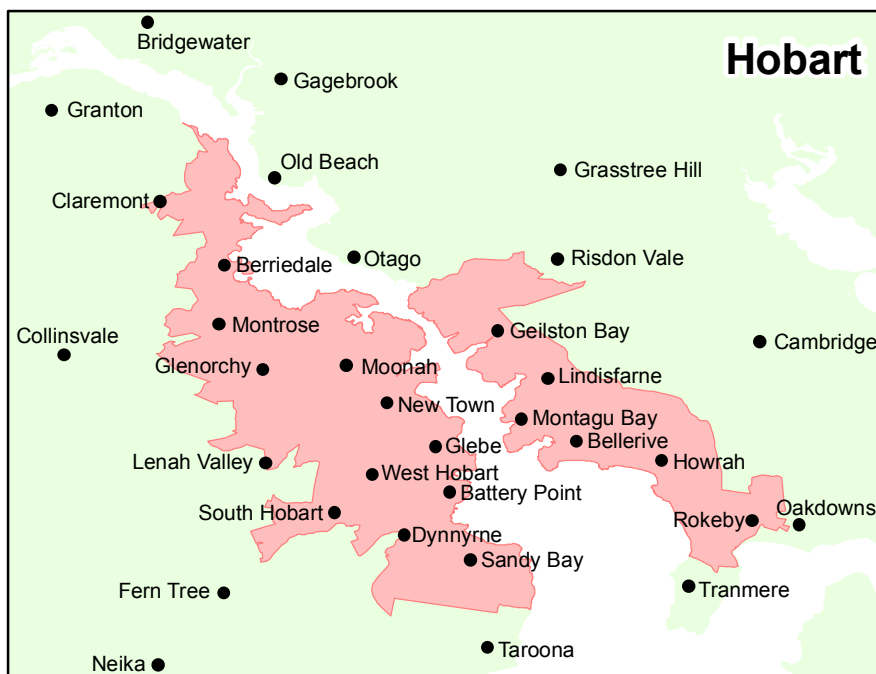 Bridgewater
Hobart
Gagebrook
Granton
Old Beach
Grasstree Hill
Claremont
Otago
Risdon Vale
Berriedale
Montrose
Geilston Bay
Collinsvale
Cambridge
Glenorchy
Moonah
Lindisfarne
New Town
Montagu Bay
Glebe
Bellerive
Lenah Valley
West Hobart
Howrah
Battery Point
South Hobart
Rokeby
Oakdowns
Dynnyrne
Sandy Bay
Fern Tree
Tranmere
Taroona
Neika